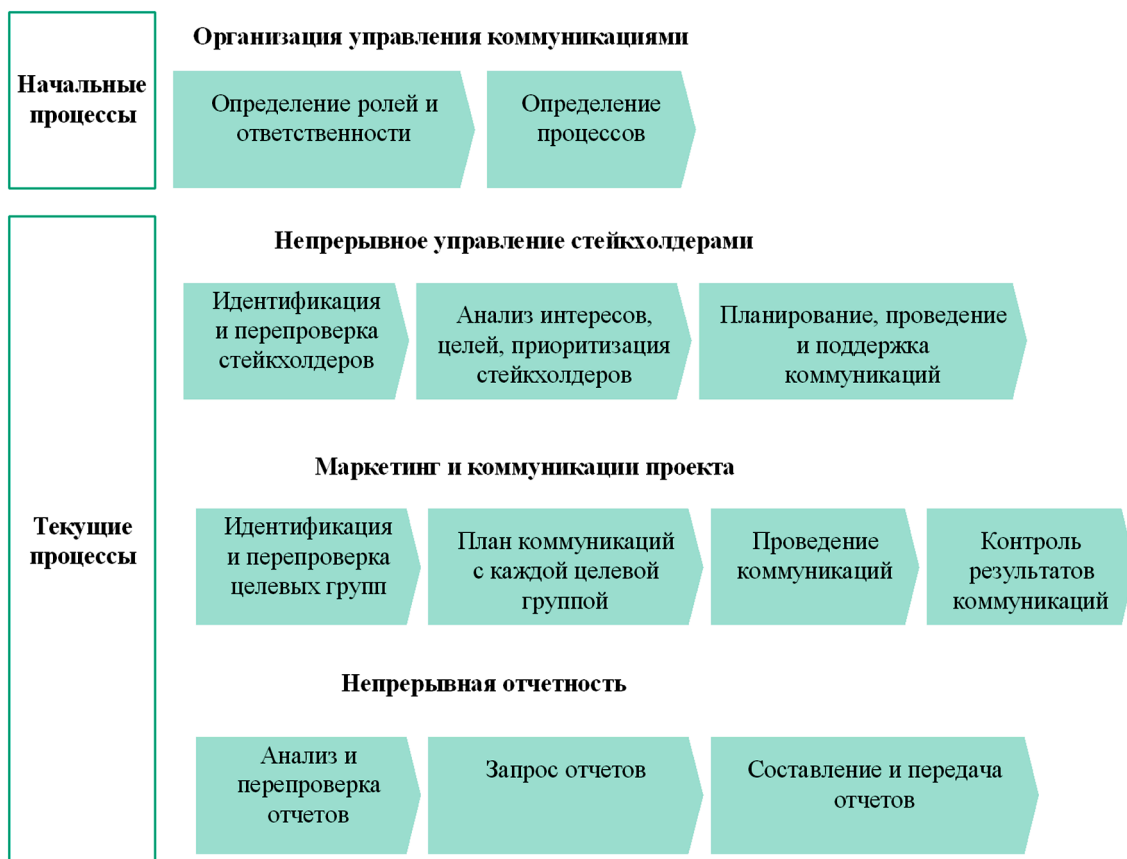 Организация управления коммуникациями
Начальные
процессы
Определение ролей и
ответственности
Определение
процессов
Непрерывное управление стейкхолдерами
Идентификация
и перепроверка
стейкхолдеров
Анализ интересов,
целей, приоритизация
стейкхолдеров
Планирование, проведение
и поддержка
коммуникаций
Маркетинг и коммуникации проекта
Текущие
процессы
Идентификация
и перепроверка
целевых групп
План коммуникаций
с каждой целевой
группой
Проведение
коммуникаций
Контроль
результатов
коммуникаций
Непрерывная отчетность
Анализ и
перепроверка
отчетов
Запрос отчетов
Составление и передача
отчетов